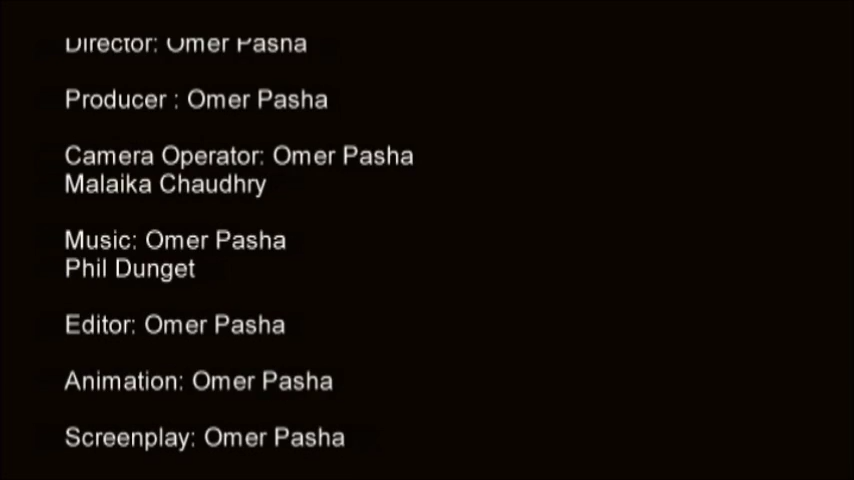 Director: Omer Pasha
Producer : Omer Pasha
Camera Operator: Omer Pasha
Malaika Chaudhry
Music: Omer Pasha
Phil Dunget
Editor: Omer Pasha
Animation: Omer Pasha
Screenplay: Omer Pasha